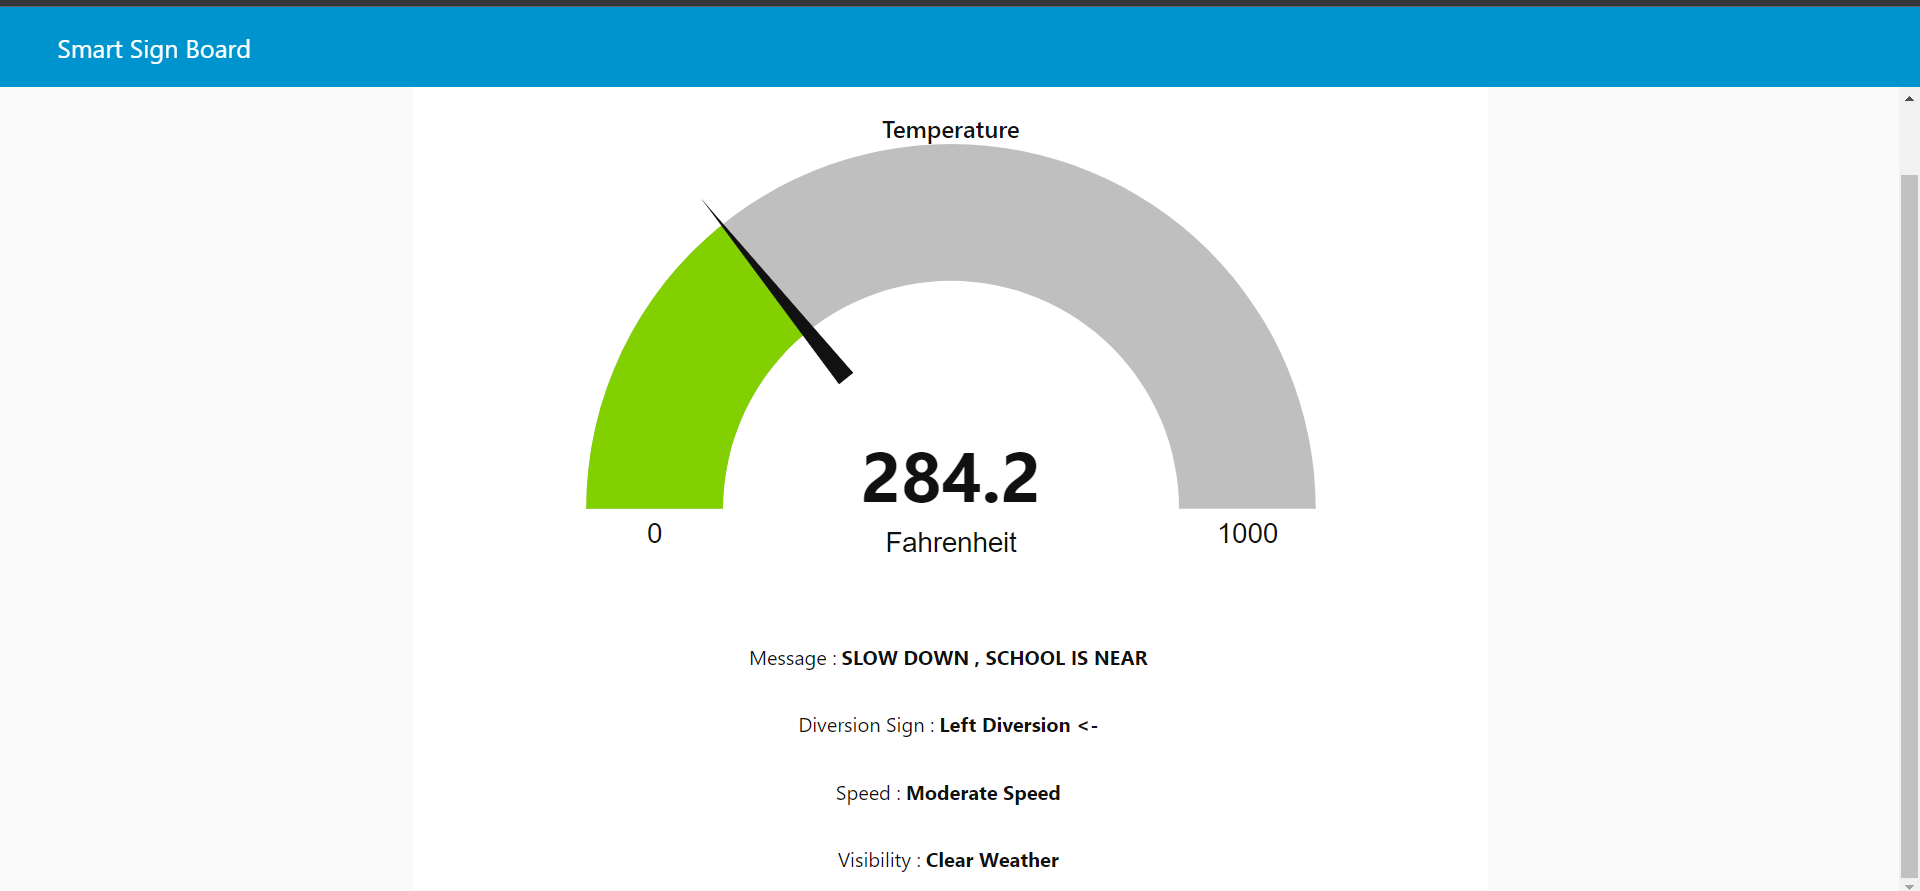 Smart Sign Board
Temperature
284.2
0
Fahrenheit
1000
Message : SLOW DOWN , SCHOOL IS NEAR
Diversion Sign : Left Diversion <-
Speed : Moderate Speed
Visibility : Clear Weather